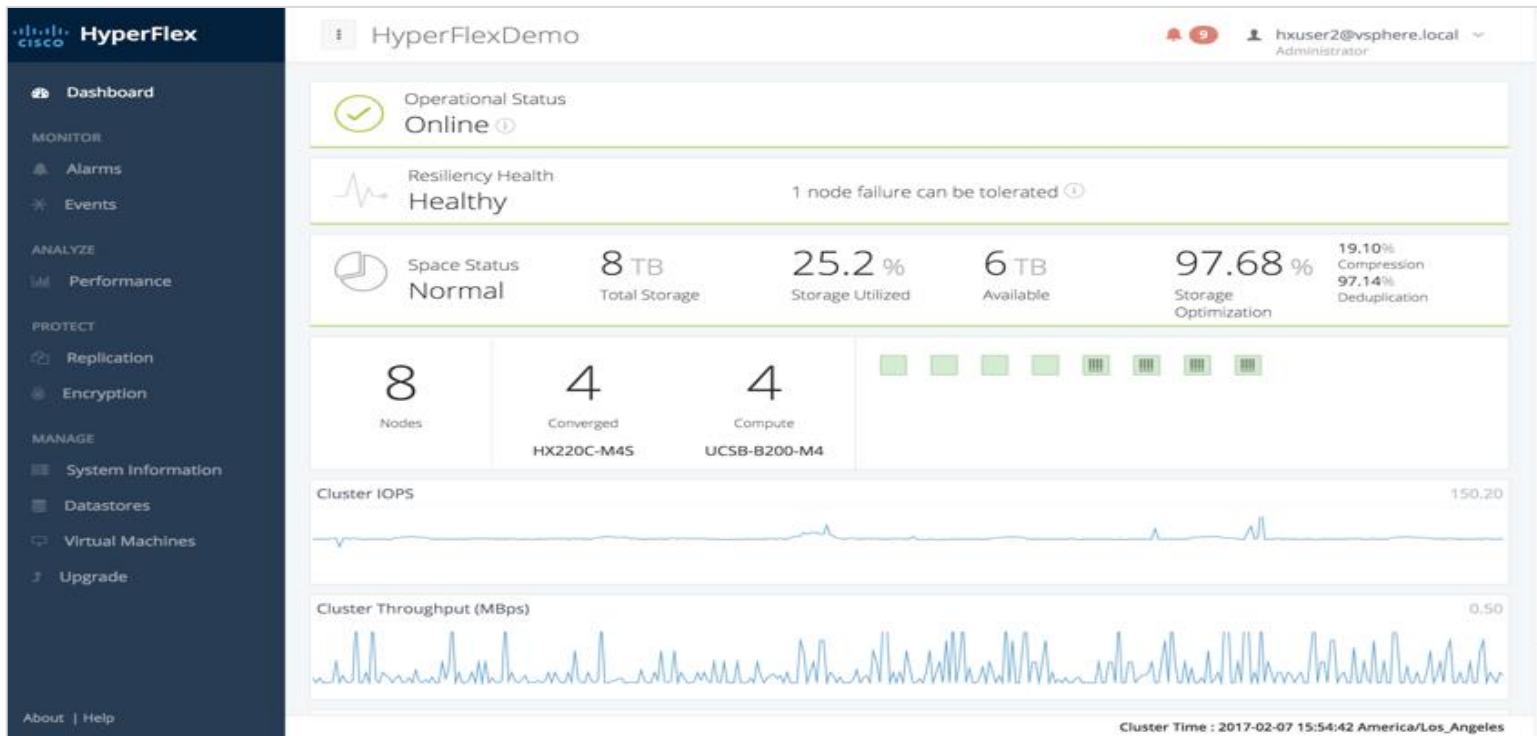 cisco HyperFlex
HyperFlexDemo
9
hxuser2@vsphere.local
Administrator
Dashboard
MONITOR
Alarms
Events
ANALYZE
Performance
PROTECT
Replication
Encryption
MANAGE
System Information
Datastores
Virtual Machines
Upgrade
About | Help
Operational Status
Online
Resiliency Health
Healthy
1 node failure can be tolerated
Space Status
Normal
8 TB
Total Storage
25.2 %
Storage Utilized
6 TB
Available
97.68 %
Storage
Optimization
19.10%
Compression
97.14%
Deduplication
8
Nodes
4
Converged
HX220C-M4S
4
Compute
UCSB-B200-M4
Cluster IOPS
150.20
Cluster Throughput (MBps)
0.50
Cluster Time : 2017-02-07 15:54:42 America/Los_Angeles